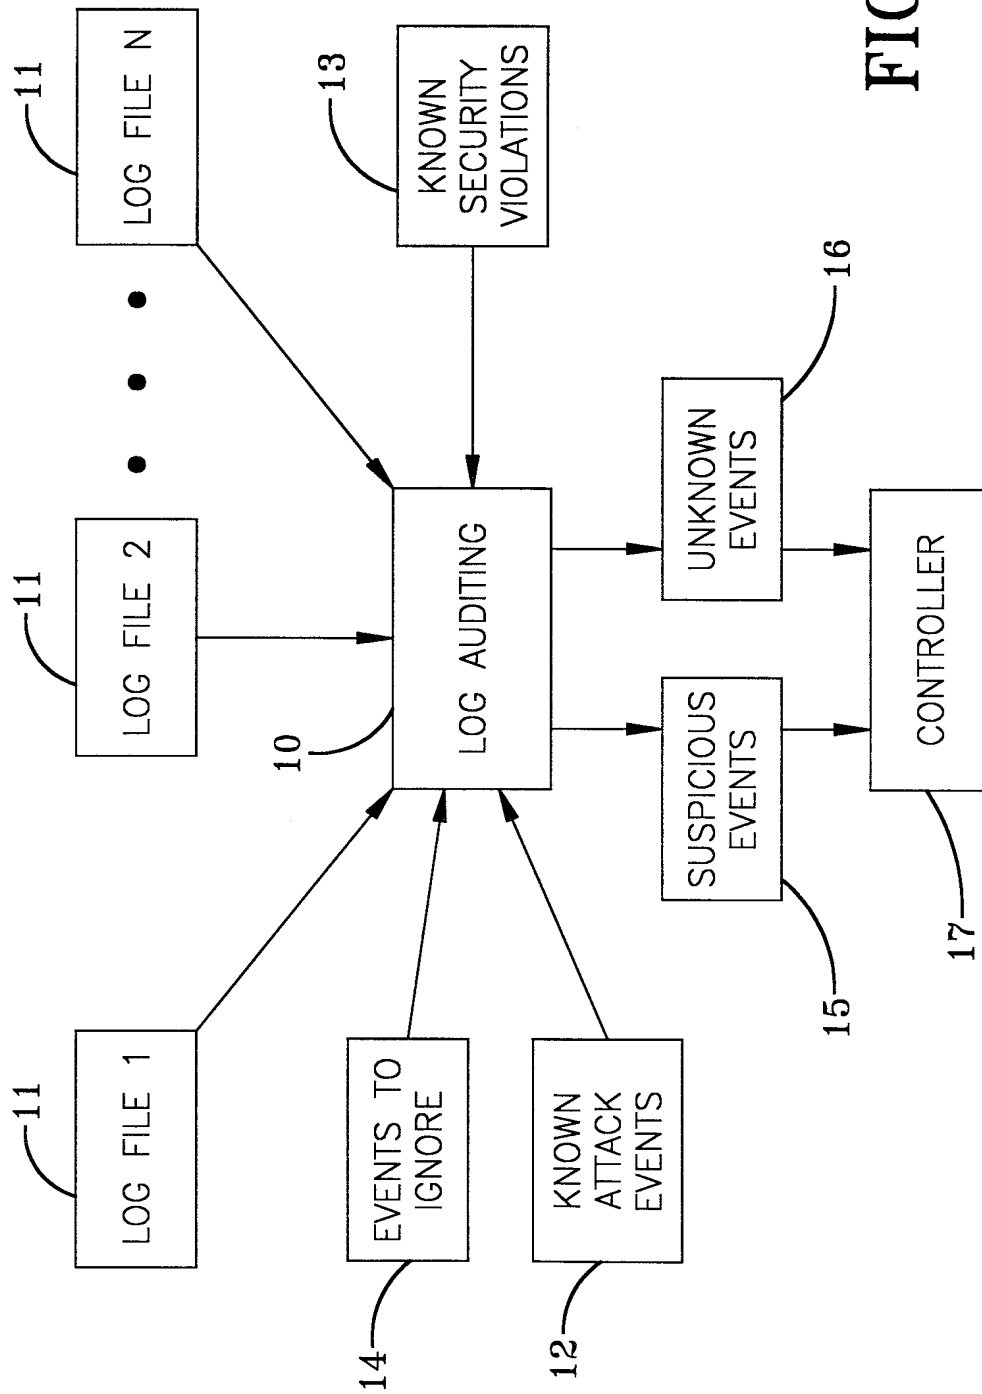 11
11
11
LOG FILE 1
LOG FILE 2
LOG FILE N
10
13
EVENTS TO
IGNORE
14
LOG AUDITING
KNOWN
SECURITY
VIOLATIONS
KNOWN
ATTACK
EVENTS
12
SUSPICIOUS
EVENTS
15
UNKNOWN
EVENTS
16
CONTROLLER
17
FIG